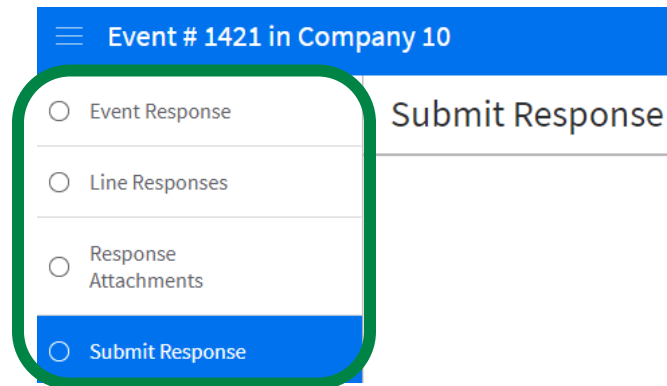 Event # 1421 in Company 10
Event Response
Line Responses
Response
Attachments
Submit Response
Submit Response